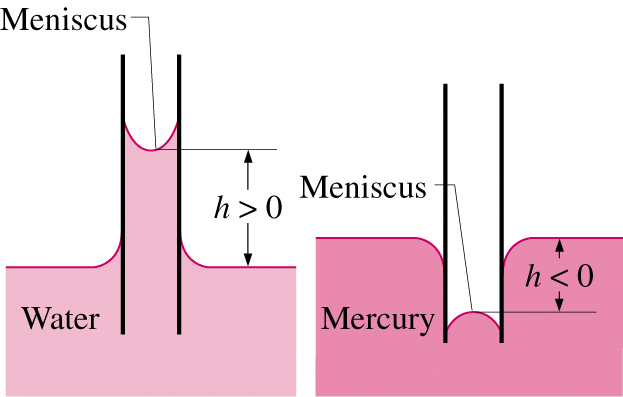 Meniscus
h > 0
Water
Meniscus
h < 0
Mercury